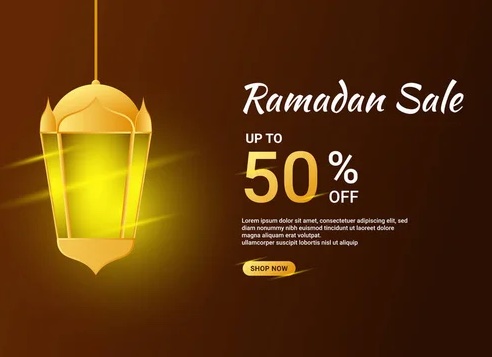 Ramadan Sale
UP TO
50% OFF
Lorem ipsum dolor sit amet, consectetuer adipiscing elit, sed
diam nonummy nibh euismod tincidunt ut laoreet dolore
magna aliquam erat volutpat.
ullamcorper suscipit lobortis nisl ut aliquip
SHOP NOW